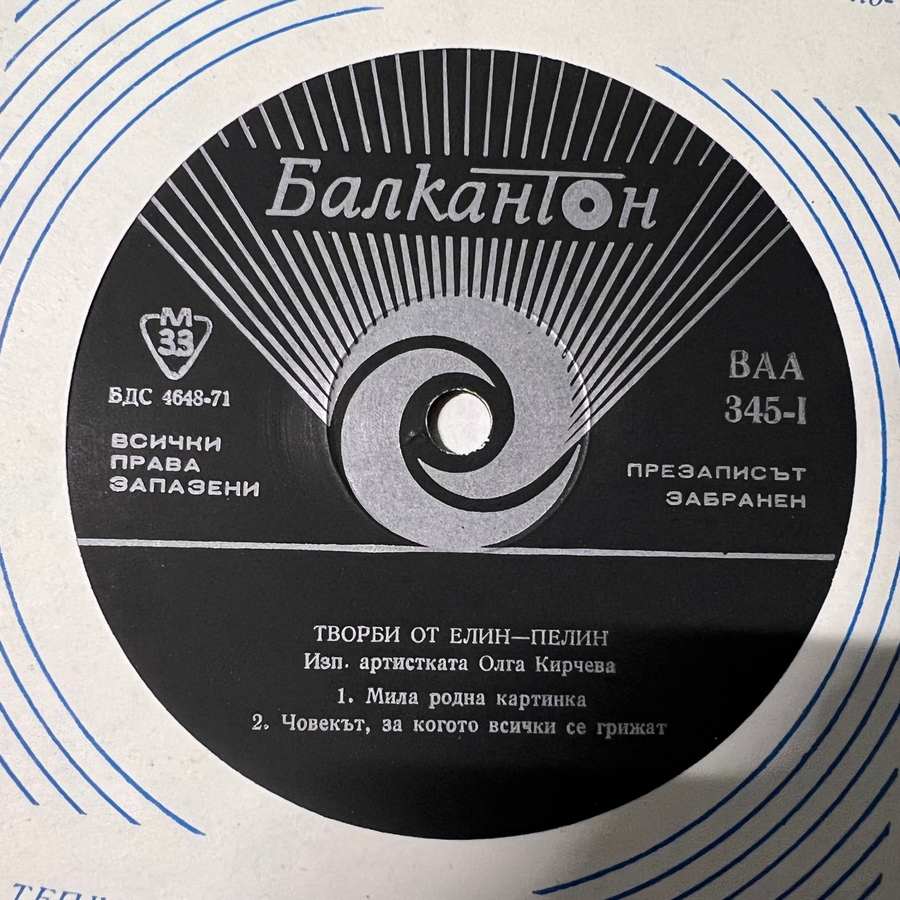 Балкантон
М
33
БДС 4648-71
ВСИЧКИ
ПРАВА
ЗАПАЗЕНИ
ВАА
345-I
ПРЕЗАПИСЪТ
ЗАБРАНЕН
ТВОРБИ ОТ ЕЛИН—ПЕЛИН
Изп. артистката Олга Кирчева
1. Мила родна картинка
2. Човекът, за когото всички се грижат